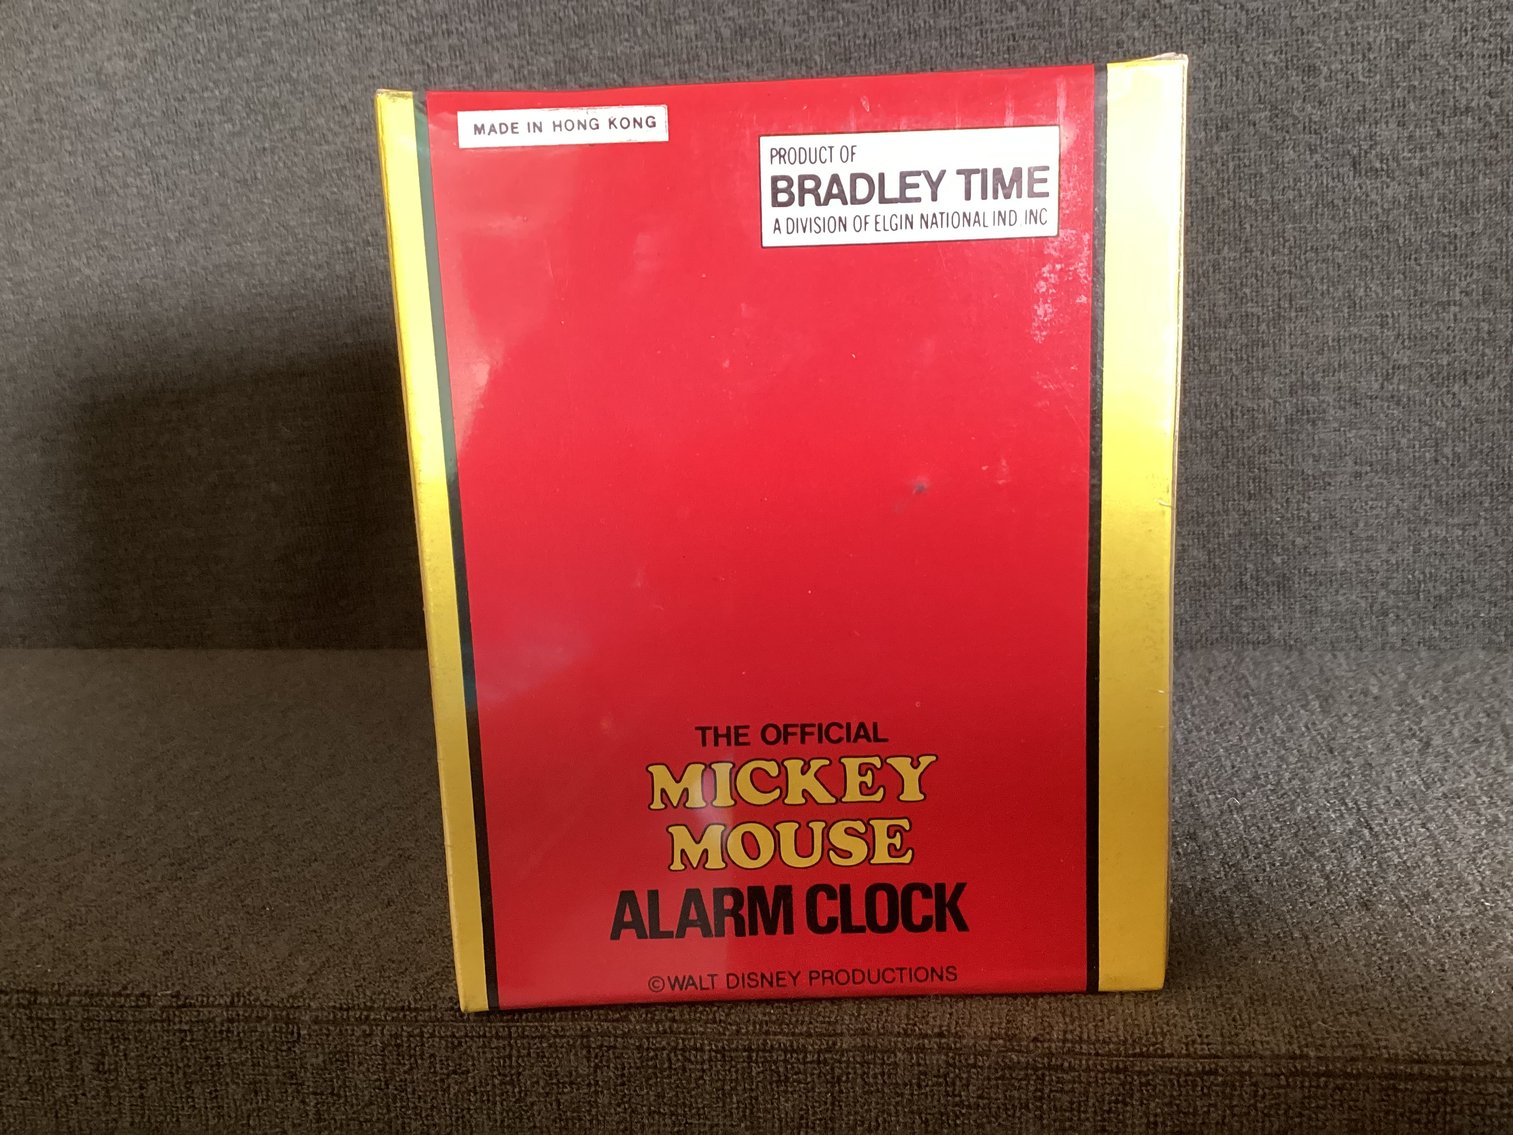 MADE IN HONG KONG
PRODUCT OF
BRADLEY TIME
A DIVISION OF ELGIN NATIONAL IND INC
THE OFFICIAL
MICKEY
MOUSE
ALARM CLOCK
©WALT DISNEY PRODUCTIONS